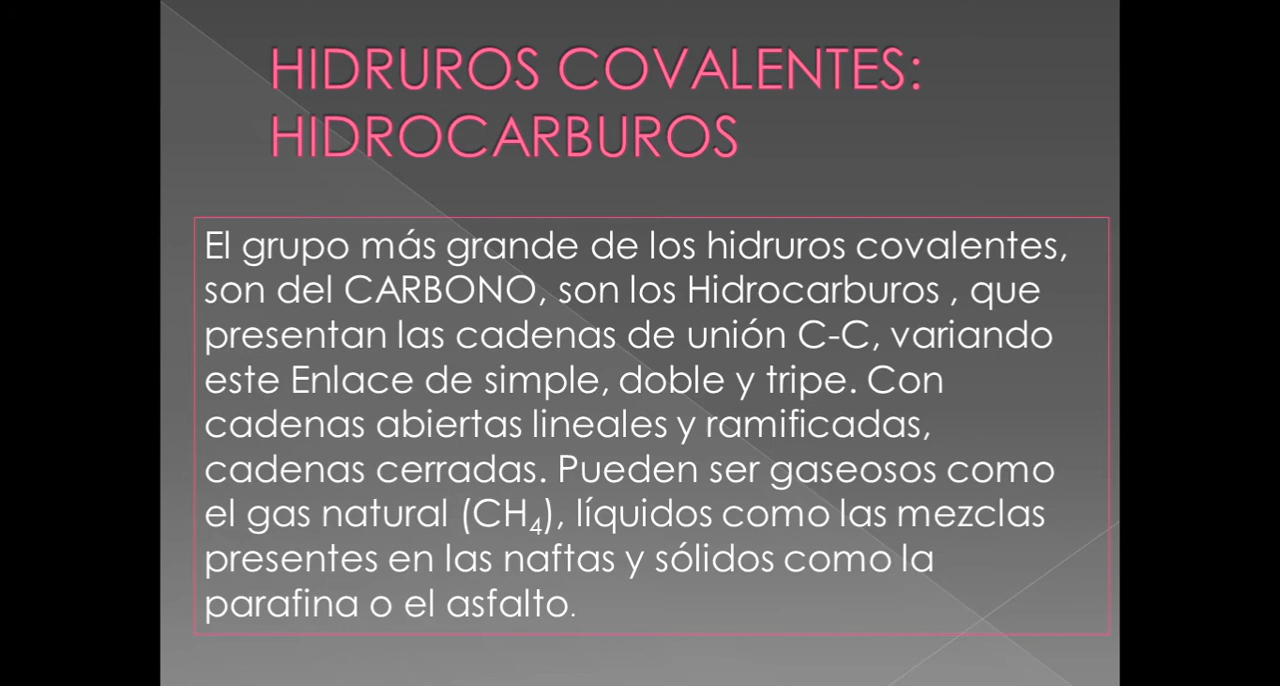 HIDRUROS COVALENTES:
HIDROCARBUROS
El grupo más grande de los hidruros covalentes,
son del CARBONO, son los Hidrocarburos , que
presentan las cadenas de unión C-C, variando
este Enlace de simple, doble y tripe. Con
cadenas abiertas lineales y ramificadas,
cadenas cerradas. Pueden ser gaseosos como
el gas natural (CH₄), líquidos como las mezclas
presentes en las naftas y sólidos como la
parafina o el asfalto.